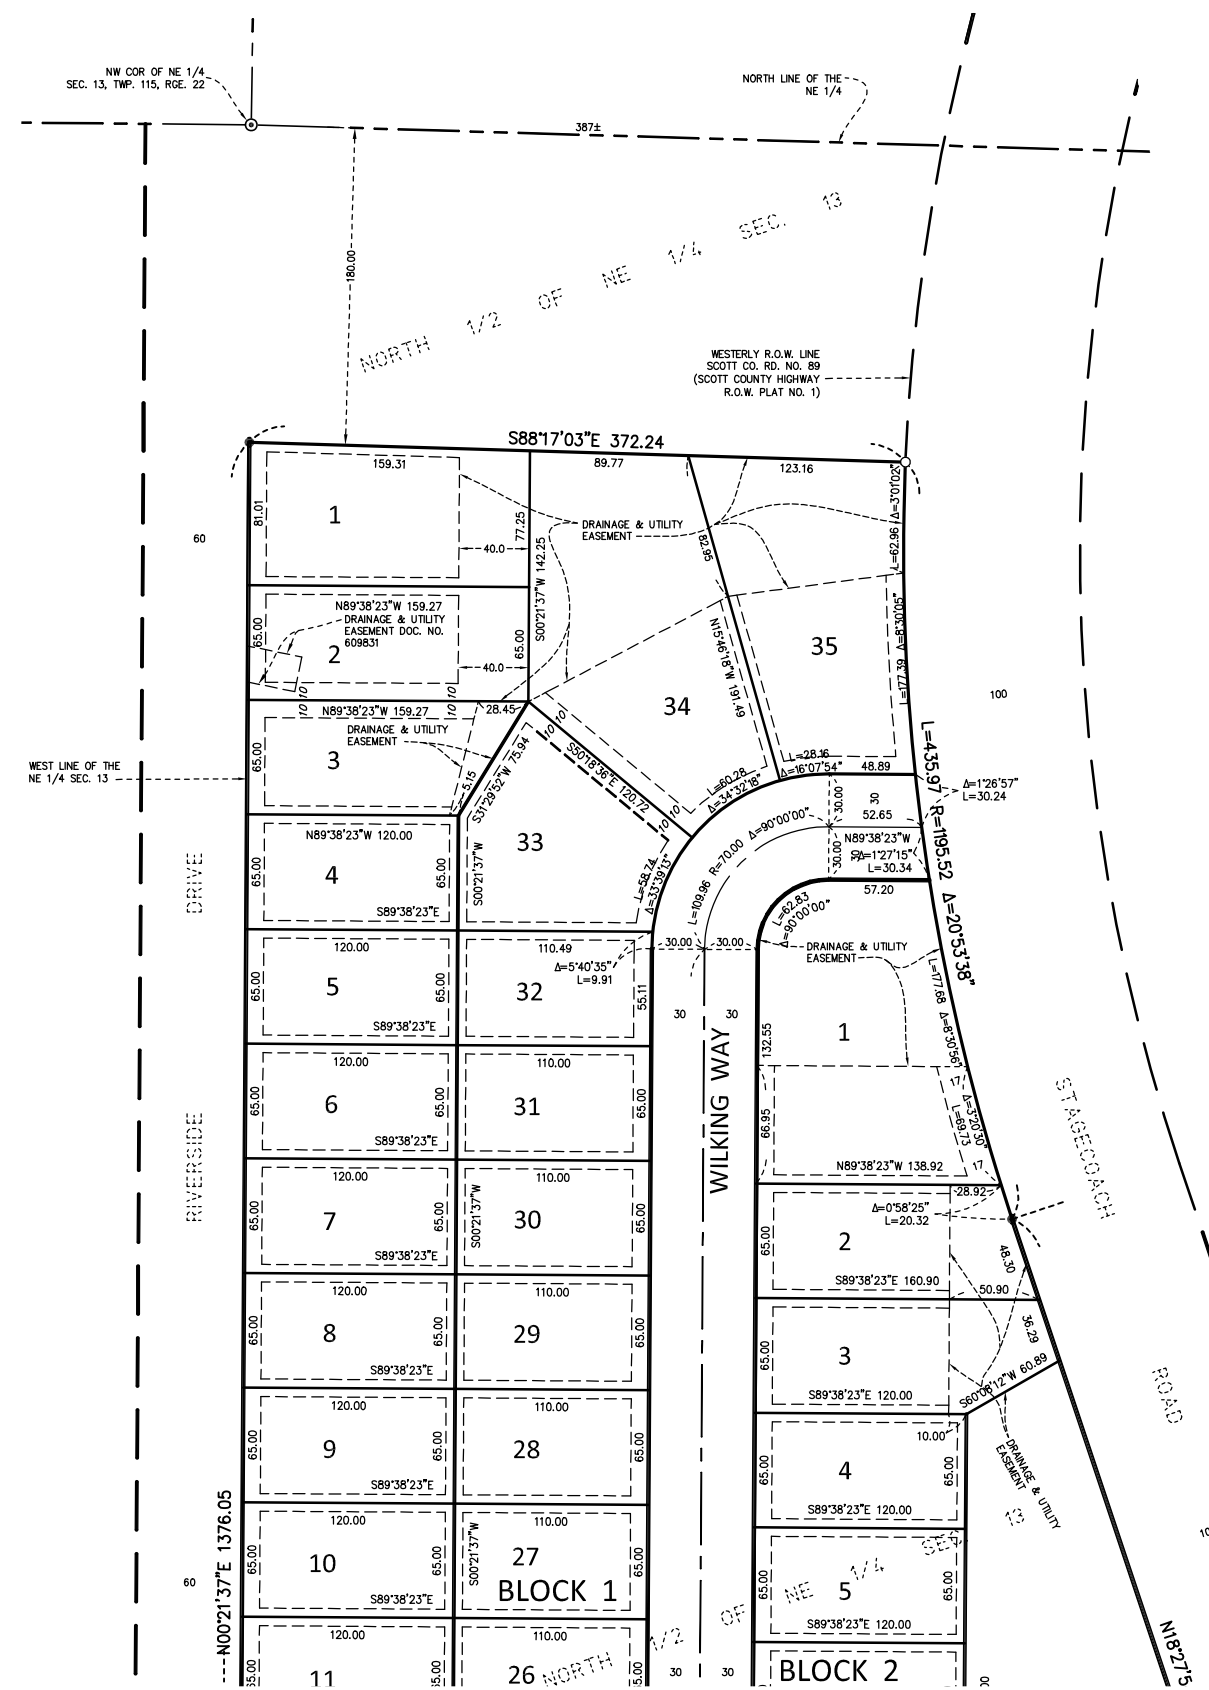 NW COR OF NE 1/4
SEC. 13, TWP. 115, RGE. 22
NORTH LINE OF THE
NE 1/4
387±
180.00
NORTH 1/2 OF NE 1/4 SEC. 13
WESTERLY R.O.W. LINE
SCOTT CO. RD. NO. 89
(SCOTT COUNTY HIGHWAY
R.O.W. PLAT NO. 1)
S88°17'03"E 372.24
159.31
89.77
123.16
81.01
1
77.25
S00°21'37"W 142.25
DRAINAGE & UTILITY
EASEMENT
82.95
L=62.96 Δ=3°01'02"
60
40.0
N89°38'23"W 159.27
DRAINAGE & UTILITY
EASEMENT DOC. NO.
609831
65.00
2
65.00
40.0
10 10
10 10
35
N15°46'18"W 191.49
L=177.39 Δ=8°30'05"
100
34
N89°38'23"W 159.27
28.45
DRAINAGE & UTILITY
EASEMENT
65.00
3
5.15
S31°29'52"W 75.94
10 10
S50°18'36"E 120.72
10 10
WEST LINE OF THE
NE 1/4 SEC. 13
L=28.16
Δ=16°07'54"
48.89
L=60.28
Δ=34°32'18"
L=435.97 R=1195.52 Δ=20°53'38"
Δ=1°26'57"
L=30.24
30.00
30
52.65
N89°38'23"W
30.00
30
Δ=1°27'15"
L=30.34
57.20
N89°38'23"W 120.00
65.00
4
65.00
S89°38'23"E
S00°21'37"W
33
L=58.74
Δ=33°39'13"
L=109.96 R=70.00 Δ=90°00'00"
L=62.83
Δ=90°00'00"
DRIVE
120.00
65.00
5
65.00
S89°38'23"E
110.49
32
Δ=5°40'35"
L=9.91
55.11
30.00
30.00
DRAINAGE & UTILITY
EASEMENT
L=177.68 Δ=8°30'56"
30
30
WILKING WAY
132.55
1
120.00
65.00
6
65.00
S89°38'23"E
110.00
31
65.00
66.95
17
Δ=3°20'30"
L=69.73
17
N89°38'23"W 138.92
STAGECOACH
RIVERSIDE
120.00
65.00
7
65.00
S89°38'23"E
S00°21'37"W
110.00
30
65.00
28.92
Δ=0°58'25"
L=20.32
65.00
2
S89°38'23"E 160.90
48.30
50.90
120.00
65.00
8
65.00
S89°38'23"E
110.00
29
65.00
65.00
3
S89°38'23"E 120.00
36.29
S60°08'12"W 60.89
ROAD
120.00
65.00
9
65.00
S89°38'23"E
110.00
28
65.00
10.00
65.00
4
65.00
S89°38'23"E 120.00
DRAINAGE & UTILITY
EASEMENT
N00°21'37"E 1376.05
120.00
65.00
10
65.00
S89°38'23"E
S00°21'37"W
110.00
27
65.00
BLOCK 1
60
65.00
5
65.00
S89°38'23"E 120.00
NORTH 1/2 OF NE 1/4 SEC. 13
120.00
11
110.00
26
30
30
BLOCK 2